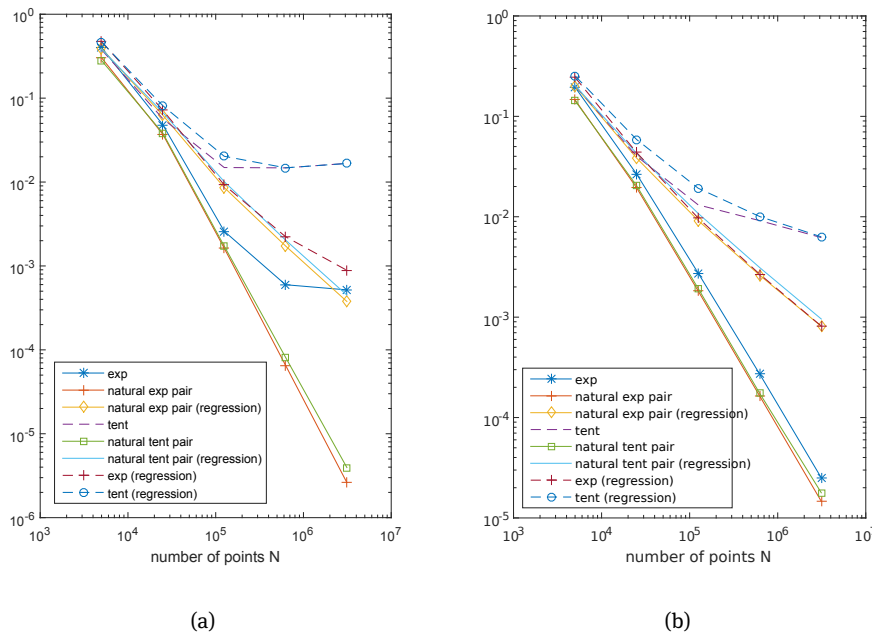 10^0
10^-1
10^-2
10^-3
10^-4
10^-5
10^-6
10^3
10^4
10^5
10^6
10^7
number of points N
exp
natural exp pair
natural exp pair (regression)
tent
natural tent pair
natural tent pair (regression)
exp (regression)
tent (regression)
(a)
10^0
10^-1
10^-2
10^-3
10^-4
10^-5
10^3
10^4
10^5
10^6
10^7
number of points N
exp
natural exp pair
natural exp pair (regression)
tent
natural tent pair
natural tent pair (regression)
exp (regression)
tent (regression)
(b)